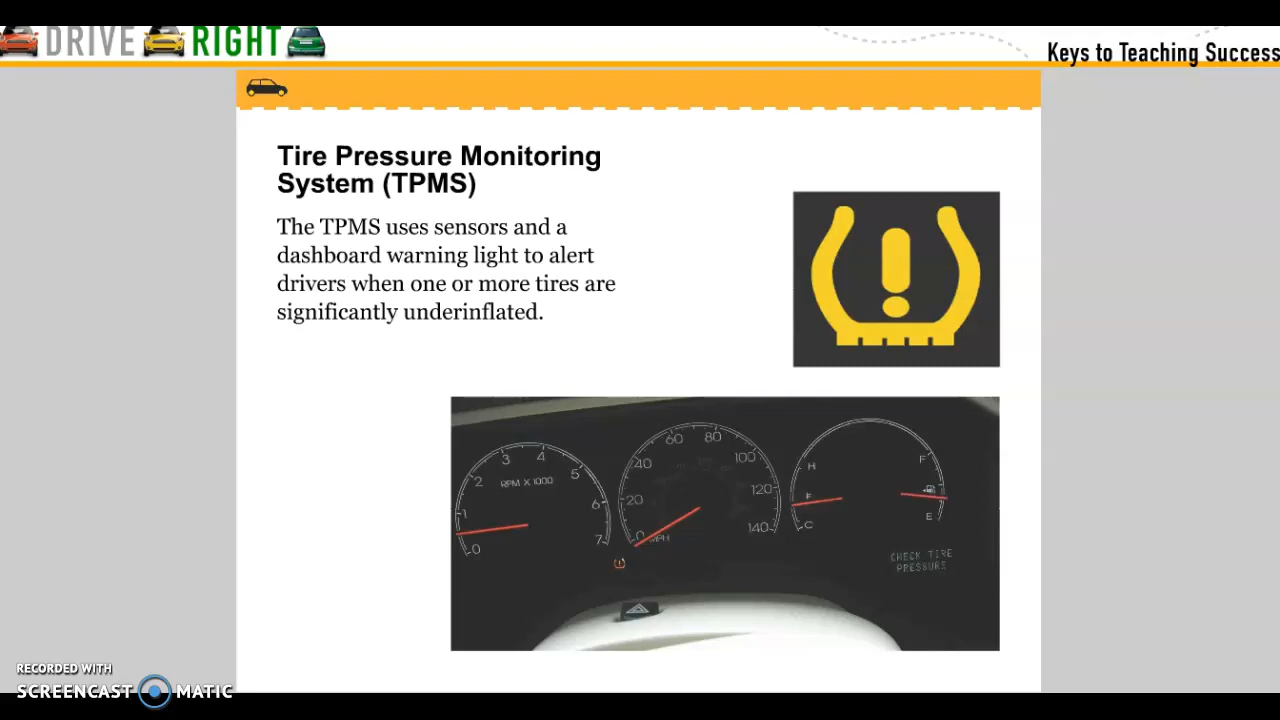 DRIVE RIGHT
Keys to Teaching Success
Tire Pressure Monitoring
System (TPMS)
The TPMS uses sensors and a
dashboard warning light to alert
drivers when one or more tires are
significantly underinflated.
0 1 2 3 4 5 6 7
RPM X 1000
0 20 40 60 80 100 120 140
MPH
H
C
F
E
CHECK TIRE
PRESSURE
RECORDED WITH
SCREENCAST MATIC